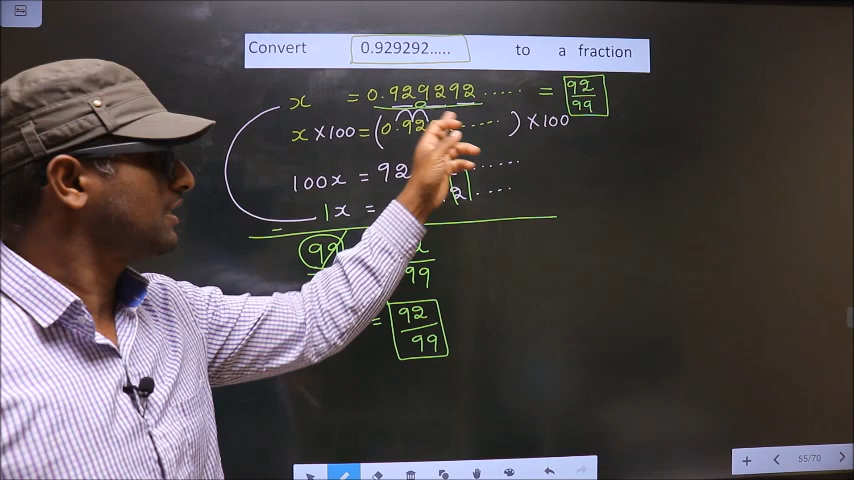 Convert 0.929292..... to a fraction
x = 0.929292 ..... = 92/99
x ×100 = (0.92 ..... ) ×100
100x = 92 .....
1x = 2 ....
- 99 99
= 92/99
55/70